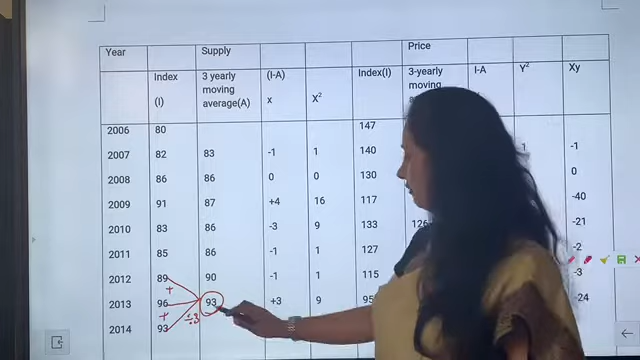 Year Supply Price
Index (I) 3 yearly moving average(A) (I-A) x X² Index(I) 3-yearly moving I-A Y² Xy
2006 80 147
2007 82 83 -1 1 140 1 -1
2008 86 86 0 0 130 0
2009 91 87 +4 16 117 -40
2010 83 86 -3 9 133 126 -21
2011 85 86 -1 1 127 -2
2012 89 90 -1 1 115 -3
+
2013 96 93 +3 9 95 -24
+ ÷3
2014 93